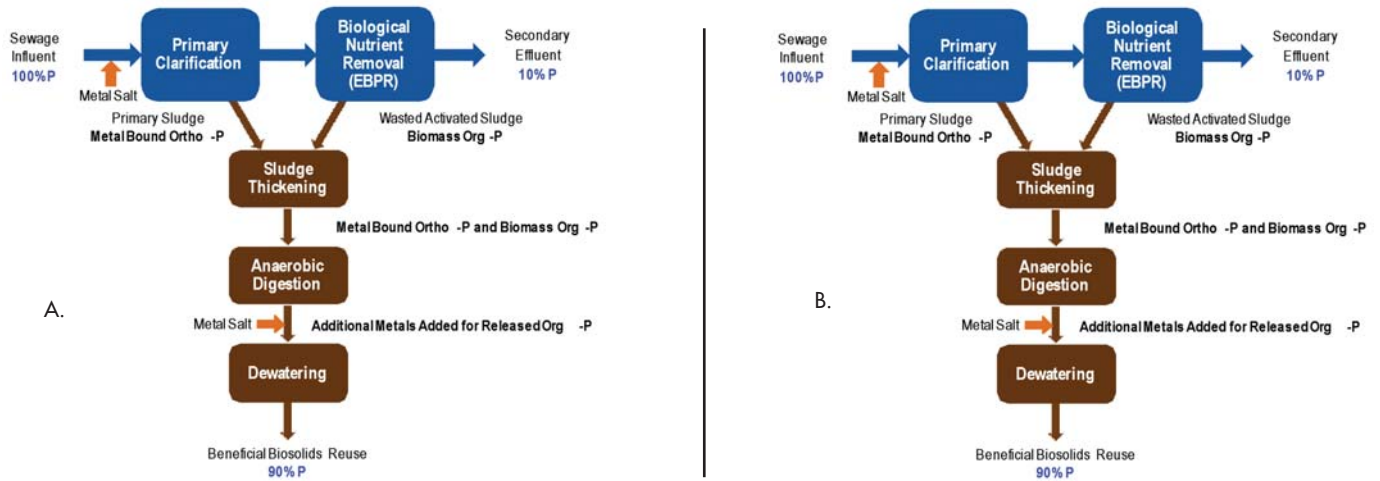 Sewage
Influent
100% P
Metal Salt
Primary
Clarification
Biological
Nutrient
Removal
(EBPR)
Secondary
Effluent
10% P
Primary Sludge
Metal Bound Ortho -P
Wasted Activated Sludge
Biomass Org -P
Sludge
Thickening
Metal Bound Ortho -P and Biomass Org -P
Anaerobic
Digestion
A.
Metal Salt
Additional Metals Added for Released Org -P
Dewatering
Beneficial Biosolids Reuse
90% P
Sewage
Influent
100% P
Metal Salt
Primary
Clarification
Biological
Nutrient
Removal
(EBPR)
Secondary
Effluent
10% P
Primary Sludge
Metal Bound Ortho -P
Wasted Activated Sludge
Biomass Org -P
Sludge
Thickening
Metal Bound Ortho -P and Biomass Org -P
Anaerobic
Digestion
B.
Metal Salt
Additional Metals Added for Released Org -P
Dewatering
Beneficial Biosolids Reuse
90% P